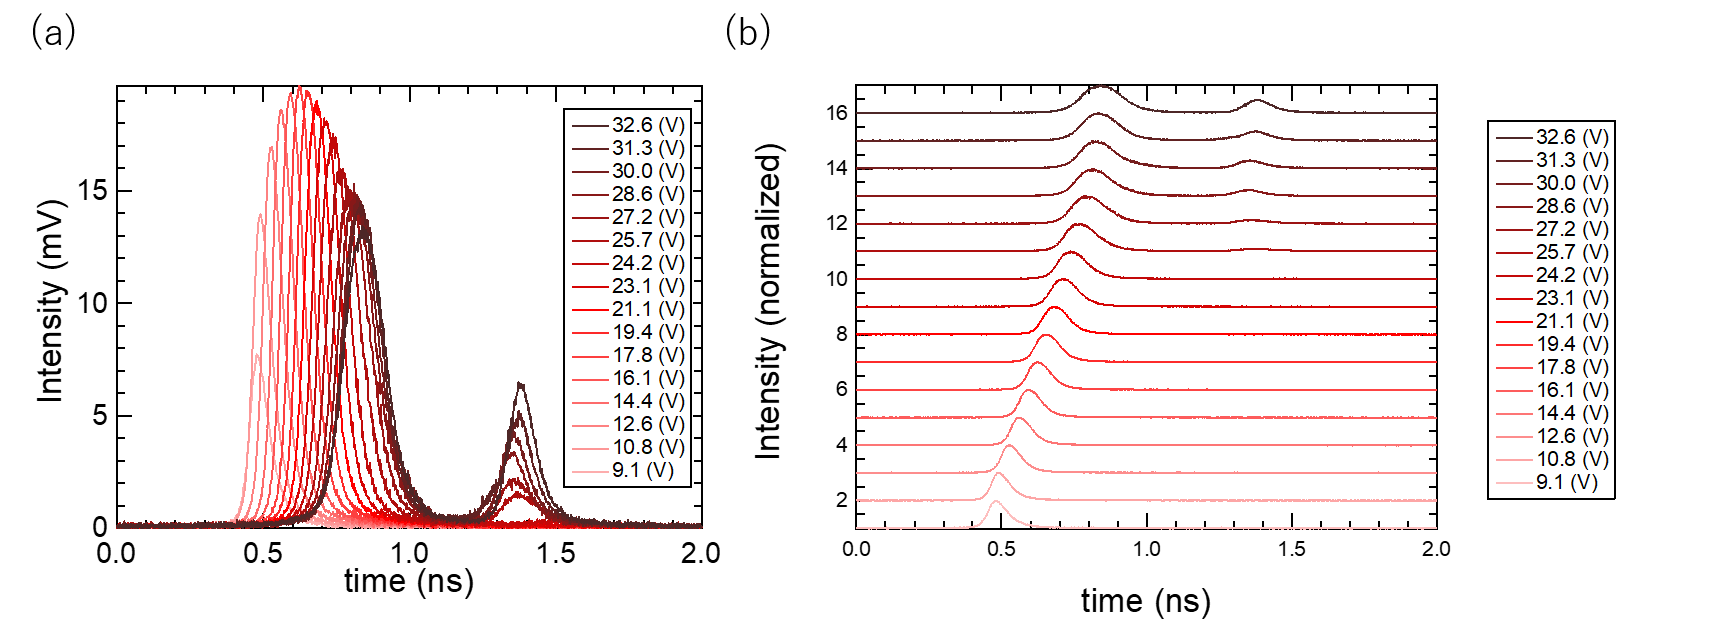 (a)
Intensity (mV)
15
10
5
0
0.0 0.5 1.0 1.5 2.0
time (ns)
32.6 (V)
31.3 (V)
30.0 (V)
28.6 (V)
27.2 (V)
25.7 (V)
24.2 (V)
23.1 (V)
21.1 (V)
19.4 (V)
17.8 (V)
16.1 (V)
14.4 (V)
12.6 (V)
10.8 (V)
9.1 (V)
(b)
Intensity (normalized)
16
14
12
10
8
6
4
2
0.0 0.5 1.0 1.5 2.0
time (ns)
32.6 (V)
31.3 (V)
30.0 (V)
28.6 (V)
27.2 (V)
25.7 (V)
24.2 (V)
23.1 (V)
21.1 (V)
19.4 (V)
17.8 (V)
16.1 (V)
14.4 (V)
12.6 (V)
10.8 (V)
9.1 (V)